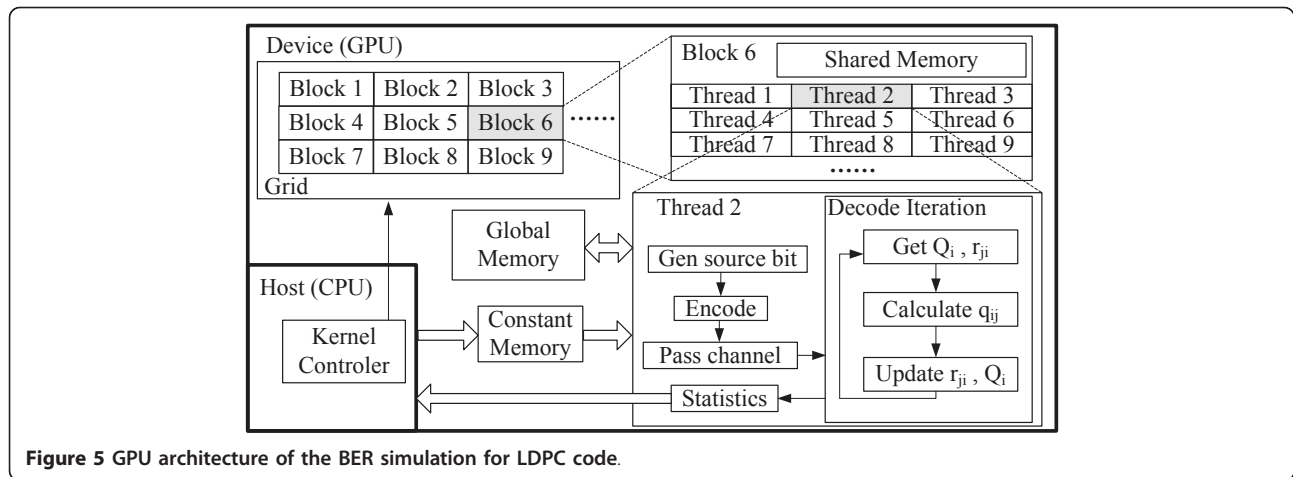 Device (GPU)
Block 1 Block 2 Block 3
Block 4 Block 5 Block 6 ······
Block 7 Block 8 Block 9
Grid
Block 6
Shared Memory
Thread 1 Thread 2 Thread 3
Thread 4 Thread 5 Thread 6
Thread 7 Thread 8 Thread 9
······
Global
Memory
Thread 2
Gen source bit
Encode
Pass channel
Statistics
Decode Iteration
Get Qi , rji
Calculate qij
Update rji , Qi
Host (CPU)
Kernel
Controler
Constant
Memory
Figure 5 GPU architecture of the BER simulation for LDPC code.